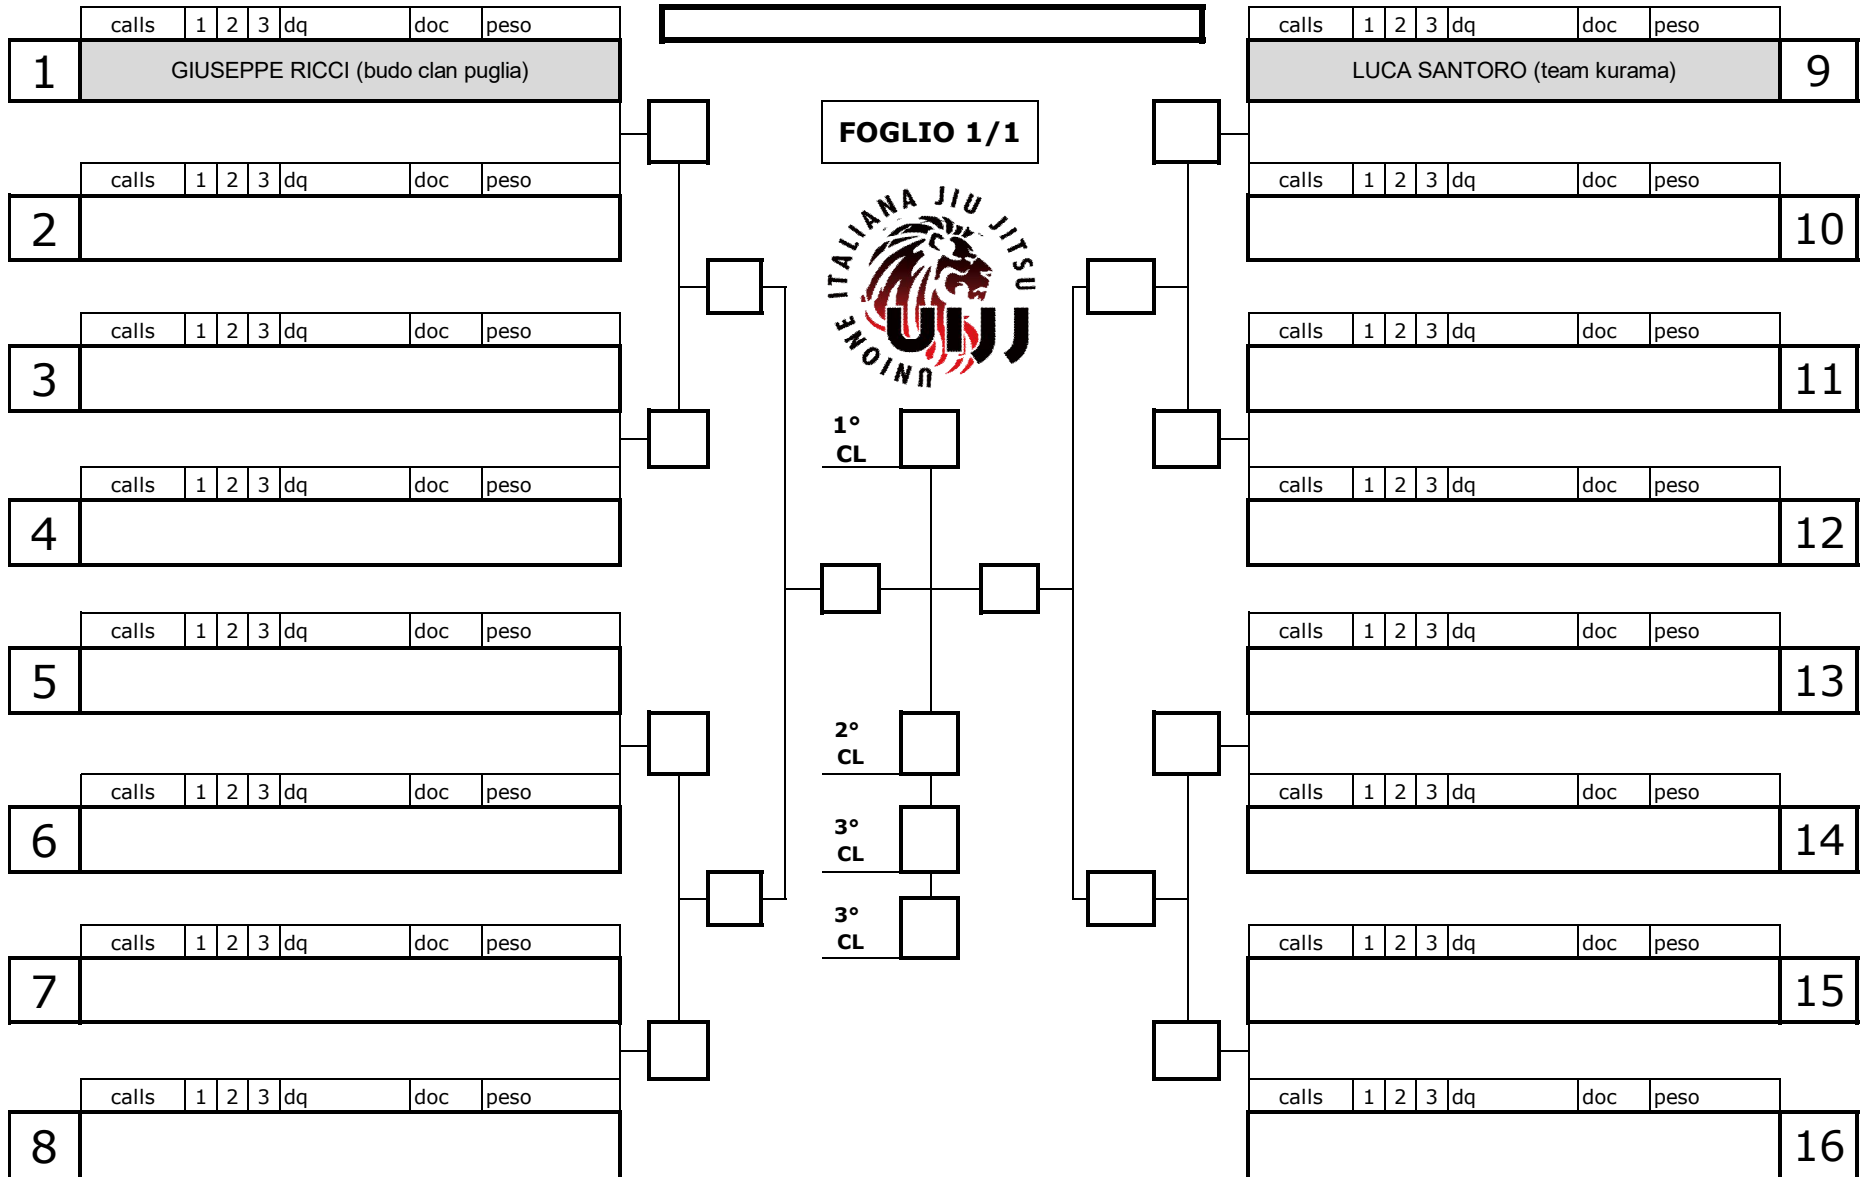 calls 1 2 3 dq doc peso
1 GIUSEPPE RICCI (budo clan puglia)
calls 1 2 3 dq doc peso
2
calls 1 2 3 dq doc peso
3
calls 1 2 3 dq doc peso
4
calls 1 2 3 dq doc peso
5
calls 1 2 3 dq doc peso
6
calls 1 2 3 dq doc peso
7
calls 1 2 3 dq doc peso
8
FOGLIO 1/1
UNIONE ITALIANA JIU JITSU
UIJJ
1°
CL
2°
CL
3°
CL
3°
CL
calls 1 2 3 dq doc peso
LUCA SANTORO (team kurama) 9
calls 1 2 3 dq doc peso
10
calls 1 2 3 dq doc peso
11
calls 1 2 3 dq doc peso
12
calls 1 2 3 dq doc peso
13
calls 1 2 3 dq doc peso
14
calls 1 2 3 dq doc peso
15
calls 1 2 3 dq doc peso
16